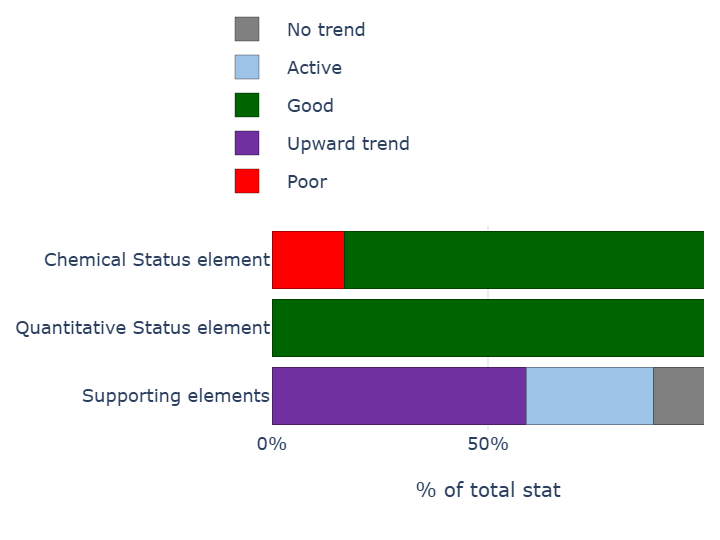 No trend
Active
Good
Upward trend
Poor
Chemical Status element
Quantitative Status element
Supporting elements
0% 50%
% of total stat